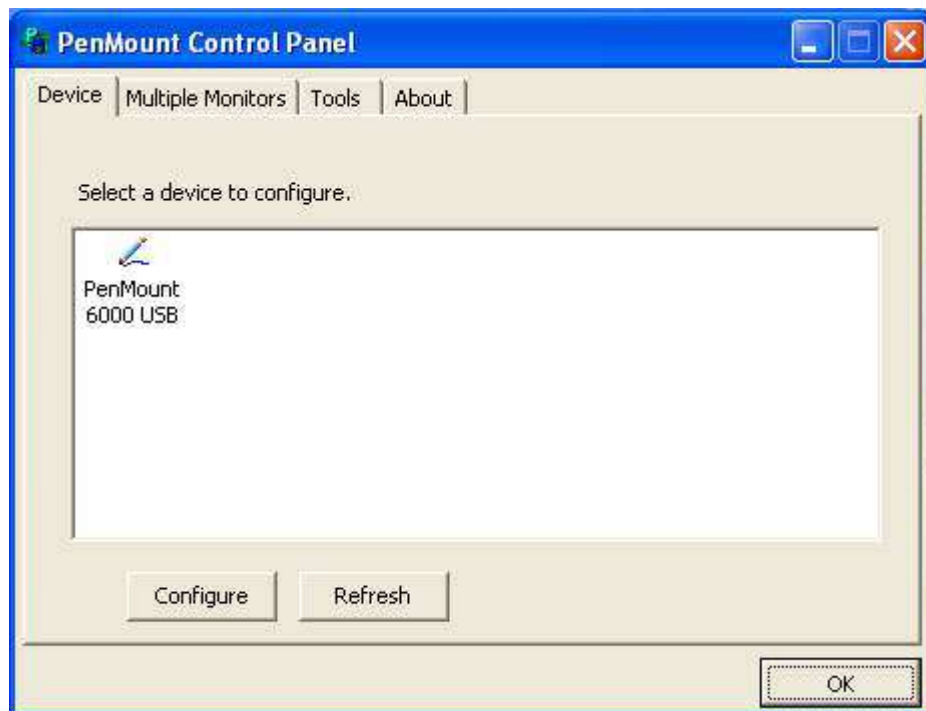 PenMount Control Panel
Device Multiple Monitors Tools About
Select a device to configure.
PenMount
6000 USB
Configure Refresh
OK